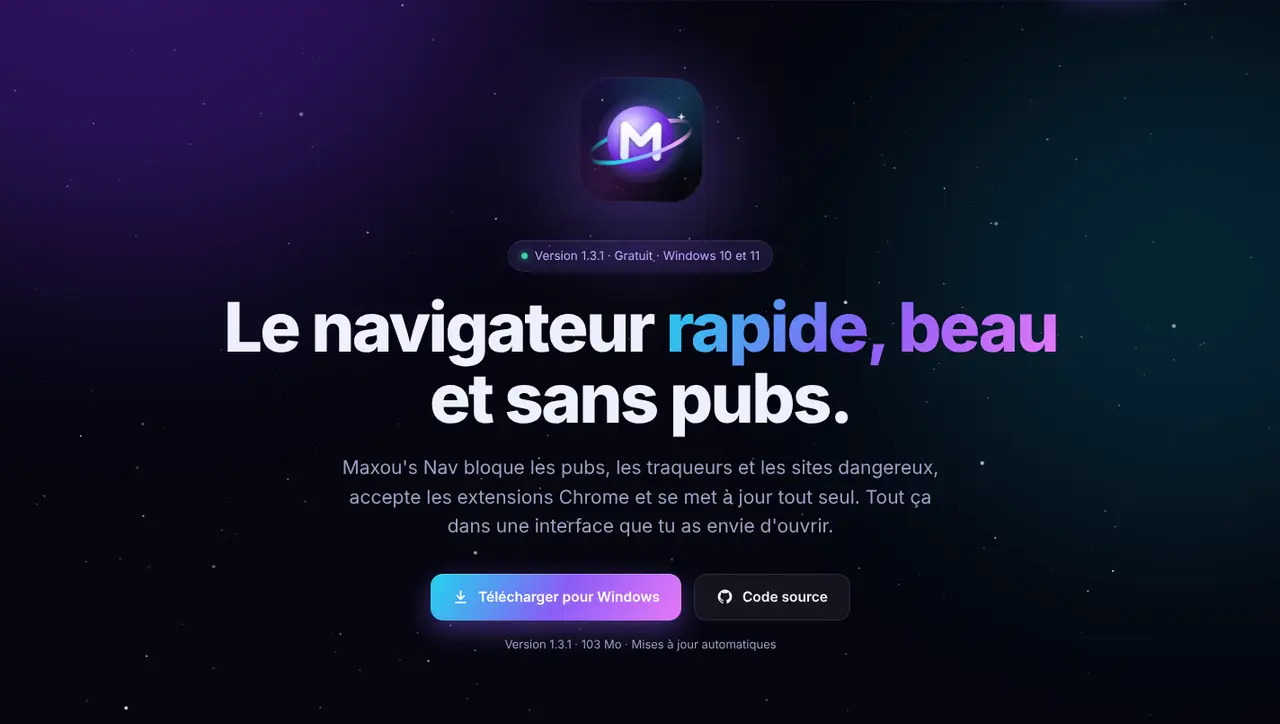 M
Version 1.3.1 · Gratuit · Windows 10 et 11
Le navigateur rapide, beau
et sans pubs.
Maxou's Nav bloque les pubs, les traqueurs et les sites dangereux,
accepte les extensions Chrome et se met à jour tout seul. Tout ça
dans une interface que tu as envie d'ouvrir.
Télécharger pour Windows
Code source
Version 1.3.1 · 103 Mo · Mises à jour automatiques